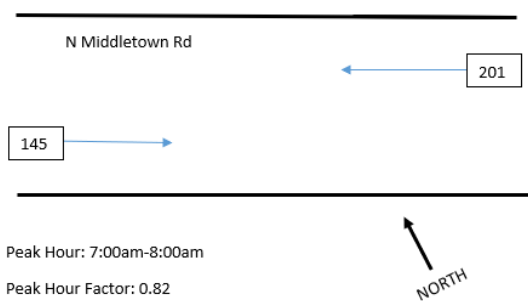 N Middletown Rd
201
145
Peak Hour: 7:00am-8:00am
NORTH
Peak Hour Factor: 0.82